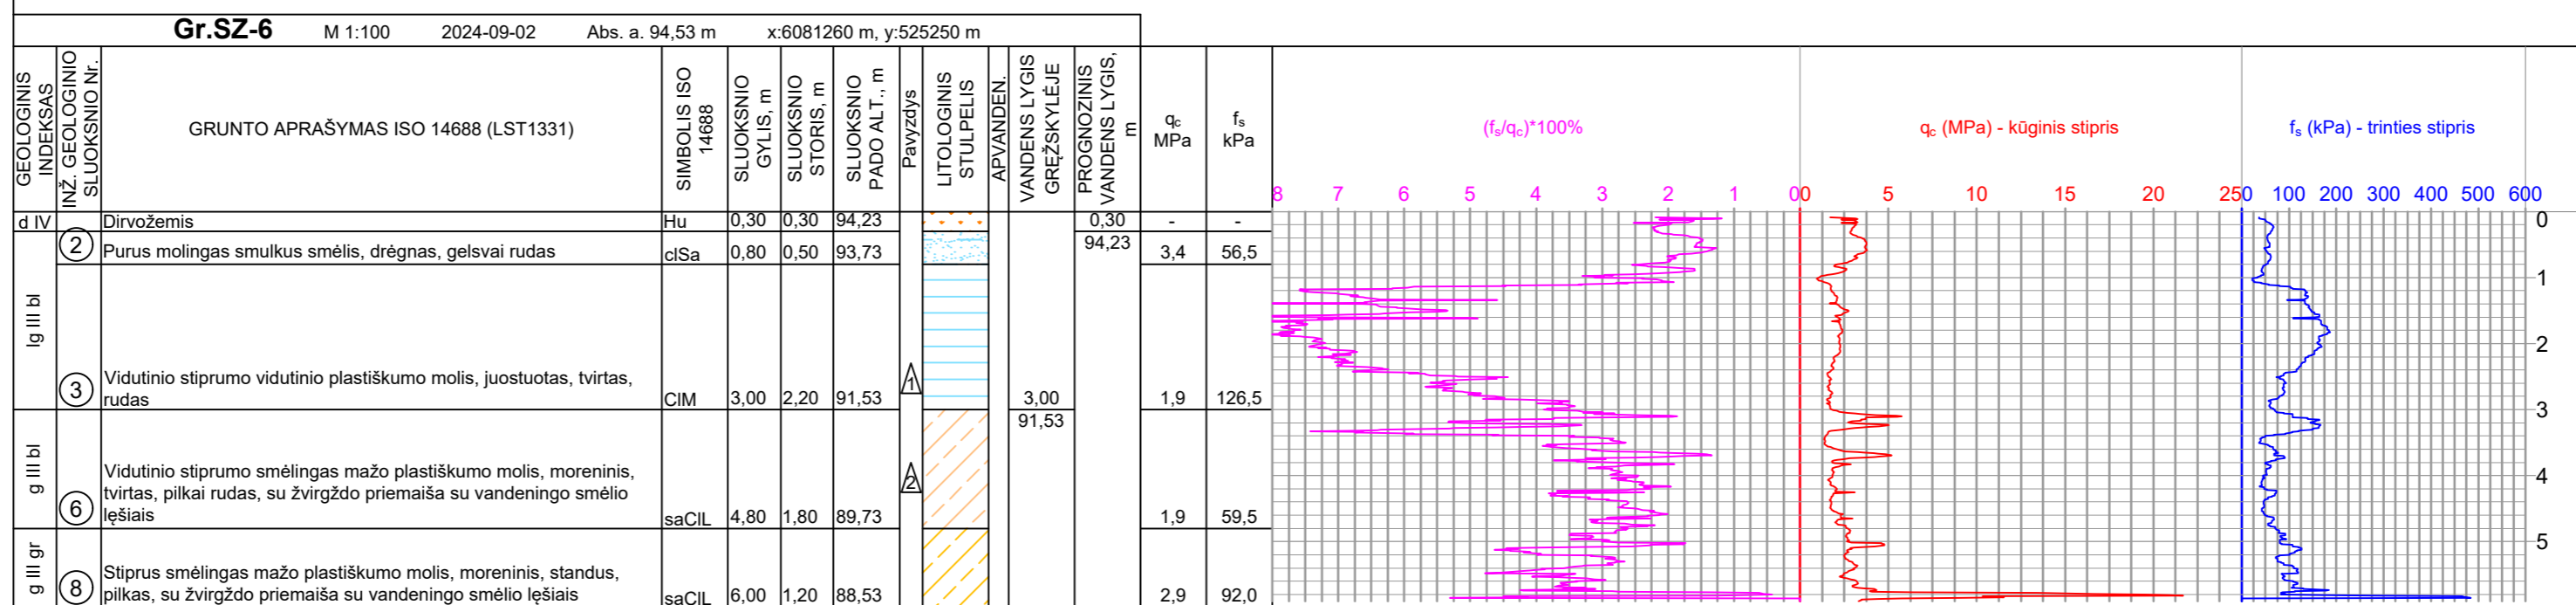 Gr.SZ-6 M 1:100 2024-09-02 Abs. a. 94,53 m x:6081260 m, y:525250 m
GEOLOGINIS
INDEKSAS
INŽ. GEOLOGINIO
SLUOKSNIO Nr.
GRUNTO APRAŠYMAS ISO 14688 (LST1331)
SIMBOLIS ISO
14688
SLUOKSNIO
GYLIS, m
SLUOKSNIO
STORIS, m
SLUOKSNIO
PADO ALT., m
Pavyzdys
LITOLOGINIS
STULPELIS
APVANDEN.
VANDENS LYGIS
GRĘŽSKYLĖJE
PROGNOZINIS
VANDENS LYGIS,
m
qc
MPa
fs
kPa
(fs/qc)*100%
qc (MPa) - kūginis stipris
fs (kPa) - trinties stipris
8 7 6 5 4 3 2 1 0
0 5 10 15 20 25
0 100 200 300 400 500 600
d IV Dirvožemis Hu 0,30 0,30 94,23 0,30 - - 0
94,23
2 Purus molingas smulkus smėlis, drėgnas, gelsvai rudas clSa 0,80 0,50 93,73 3,4 56,5
1
lg III bl
2
3 Vidutinio stiprumo vidutinio plastiškumo molis, juostuotas, tvirtas,
rudas ClM 3,00 2,20 91,53 1 3,00 1,9 126,5
3
91,53
g III bl
4
6 Vidutinio stiprumo smėlingas mažo plastiškumo molis, moreninis,
tvirtas, pilkai rudas, su žvirgždo priemaiša su vandeningo smėlio
lęšiais saClL 4,80 1,80 89,73 2 1,9 59,5
5
g III gr
8 Stiprus smėlingas mažo plastiškumo molis, moreninis, standus,
pilkas, su žvirgždo priemaiša su vandeningo smėlio lęšiais saClL 6,00 1,20 88,53 2,9 92,0